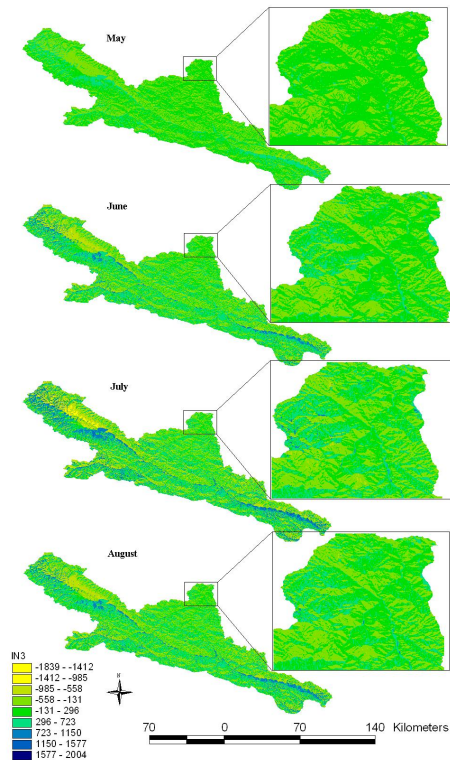 May
June
July
August
IN3
-1839 - -1412
-1412 - -985
-985 - -558
-558 - -131
-131 - 296
296 - 723
723 - 1150
1150 - 1577
1577 - 2004
N
70 0 70 140 Kilometers